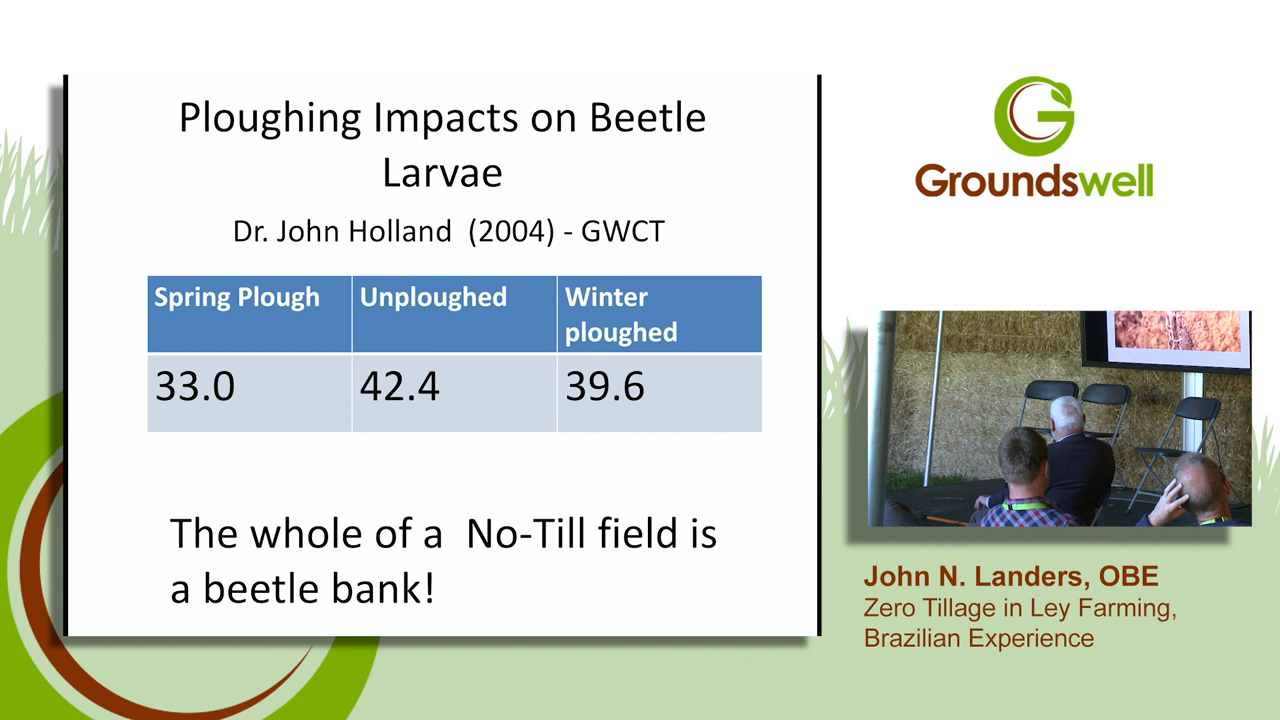 Ploughing Impacts on Beetle
Larvae
Dr. John Holland (2004) - GWCT
Spring Plough Unploughed Winter
ploughed
33.0 42.4 39.6
The whole of a No-Till field is
a beetle bank!
G
Groundswell
John N. Landers, OBE
Zero Tillage in Ley Farming,
Brazilian Experience